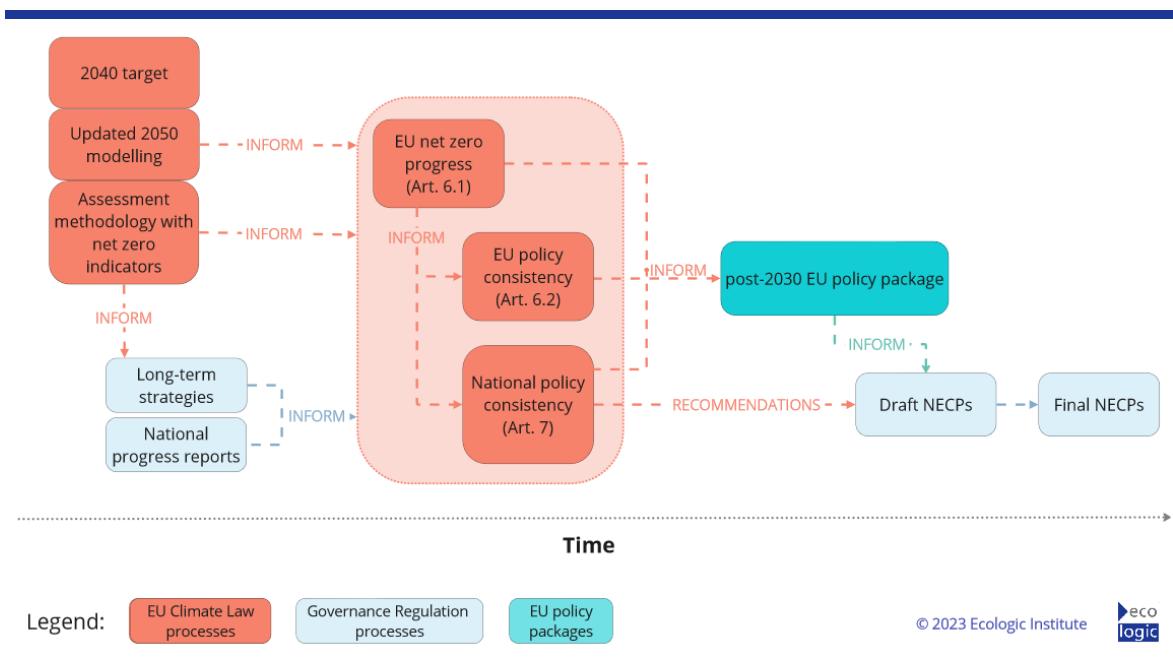 2040 target
Updated 2050
modelling
Assessment
methodology with
net zero
indicators
INFORM
INFORM
INFORM
Long-term
strategies
National
progress reports
INFORM
EU net zero
progress
(Art. 6.1)
INFORM
EU policy
consistency
(Art. 6.2)
National policy
consistency
(Art. 7)
INFORM
post-2030 EU policy package
INFORM
RECOMMENDATIONS
Draft NECPs
Final NECPs
Time
Legend:
EU Climate Law
processes
Governance Regulation
processes
EU policy
packages
© 2023 Ecologic Institute
eco
logic